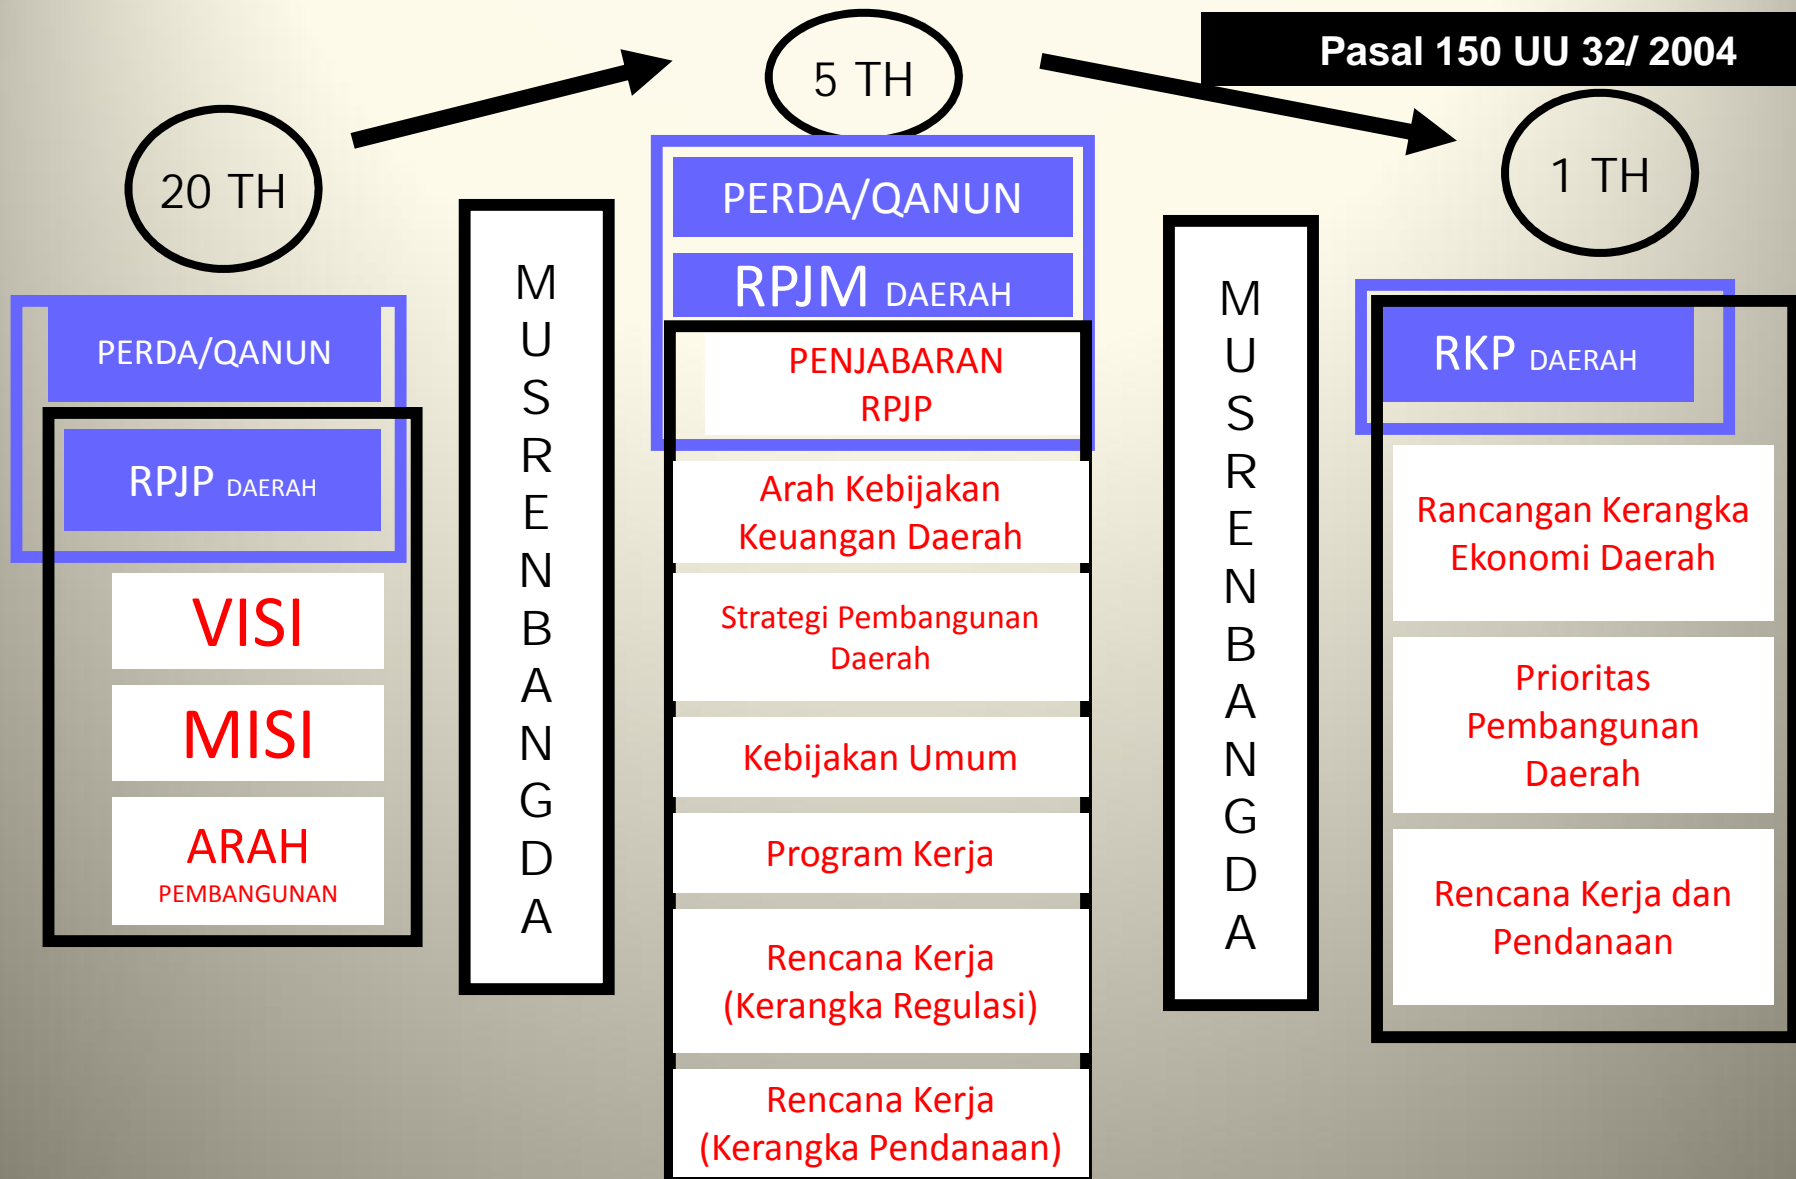 Pasal 150 UU 32/ 2004
20 TH
5 TH
1 TH
PERDA/QANUN
RPJP DAERAH
VISI
MISI
ARAH
PEMBANGUNAN
M
U
S
R
E
N
B
A
N
G
D
A
PERDA/QANUN
RPJM DAERAH
PENJABARAN
RPJP
Arah Kebijakan
Keuangan Daerah
Strategi Pembangunan
Daerah
Kebijakan Umum
Program Kerja
Rencana Kerja
(Kerangka Regulasi)
Rencana Kerja
(Kerangka Pendanaan)
M
U
S
R
E
N
B
A
N
G
D
A
RKP DAERAH
Rancangan Kerangka
Ekonomi Daerah
Prioritas
Pembangunan
Daerah
Rencana Kerja dan
Pendanaan